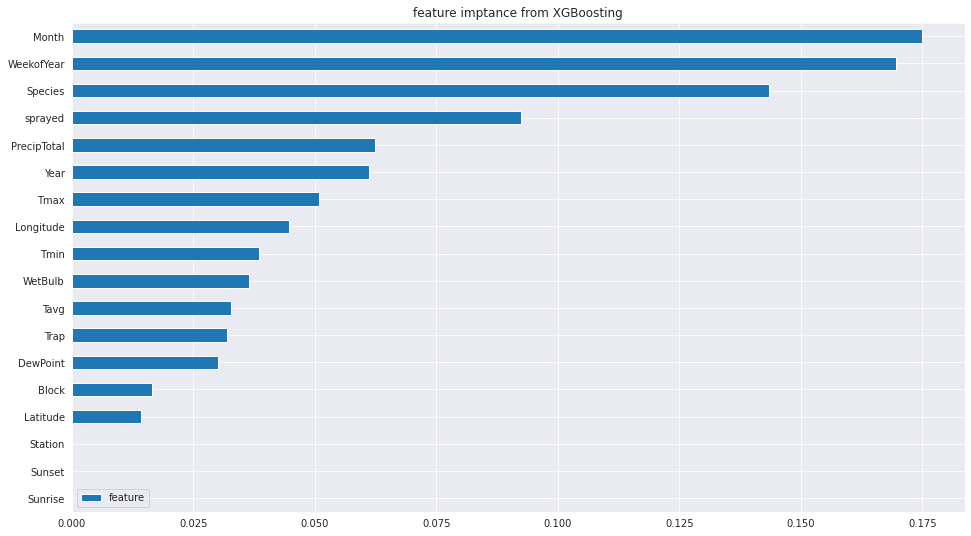 feature imptance from XGBoosting
Month
WeekofYear
Species
sprayed
PrecipTotal
Year
Tmax
Longitude
Tmin
WetBulb
Tavg
Trap
DewPoint
Block
Latitude
Station
Sunset
Sunrise
feature
0.000 0.025 0.050 0.075 0.100 0.125 0.150 0.175